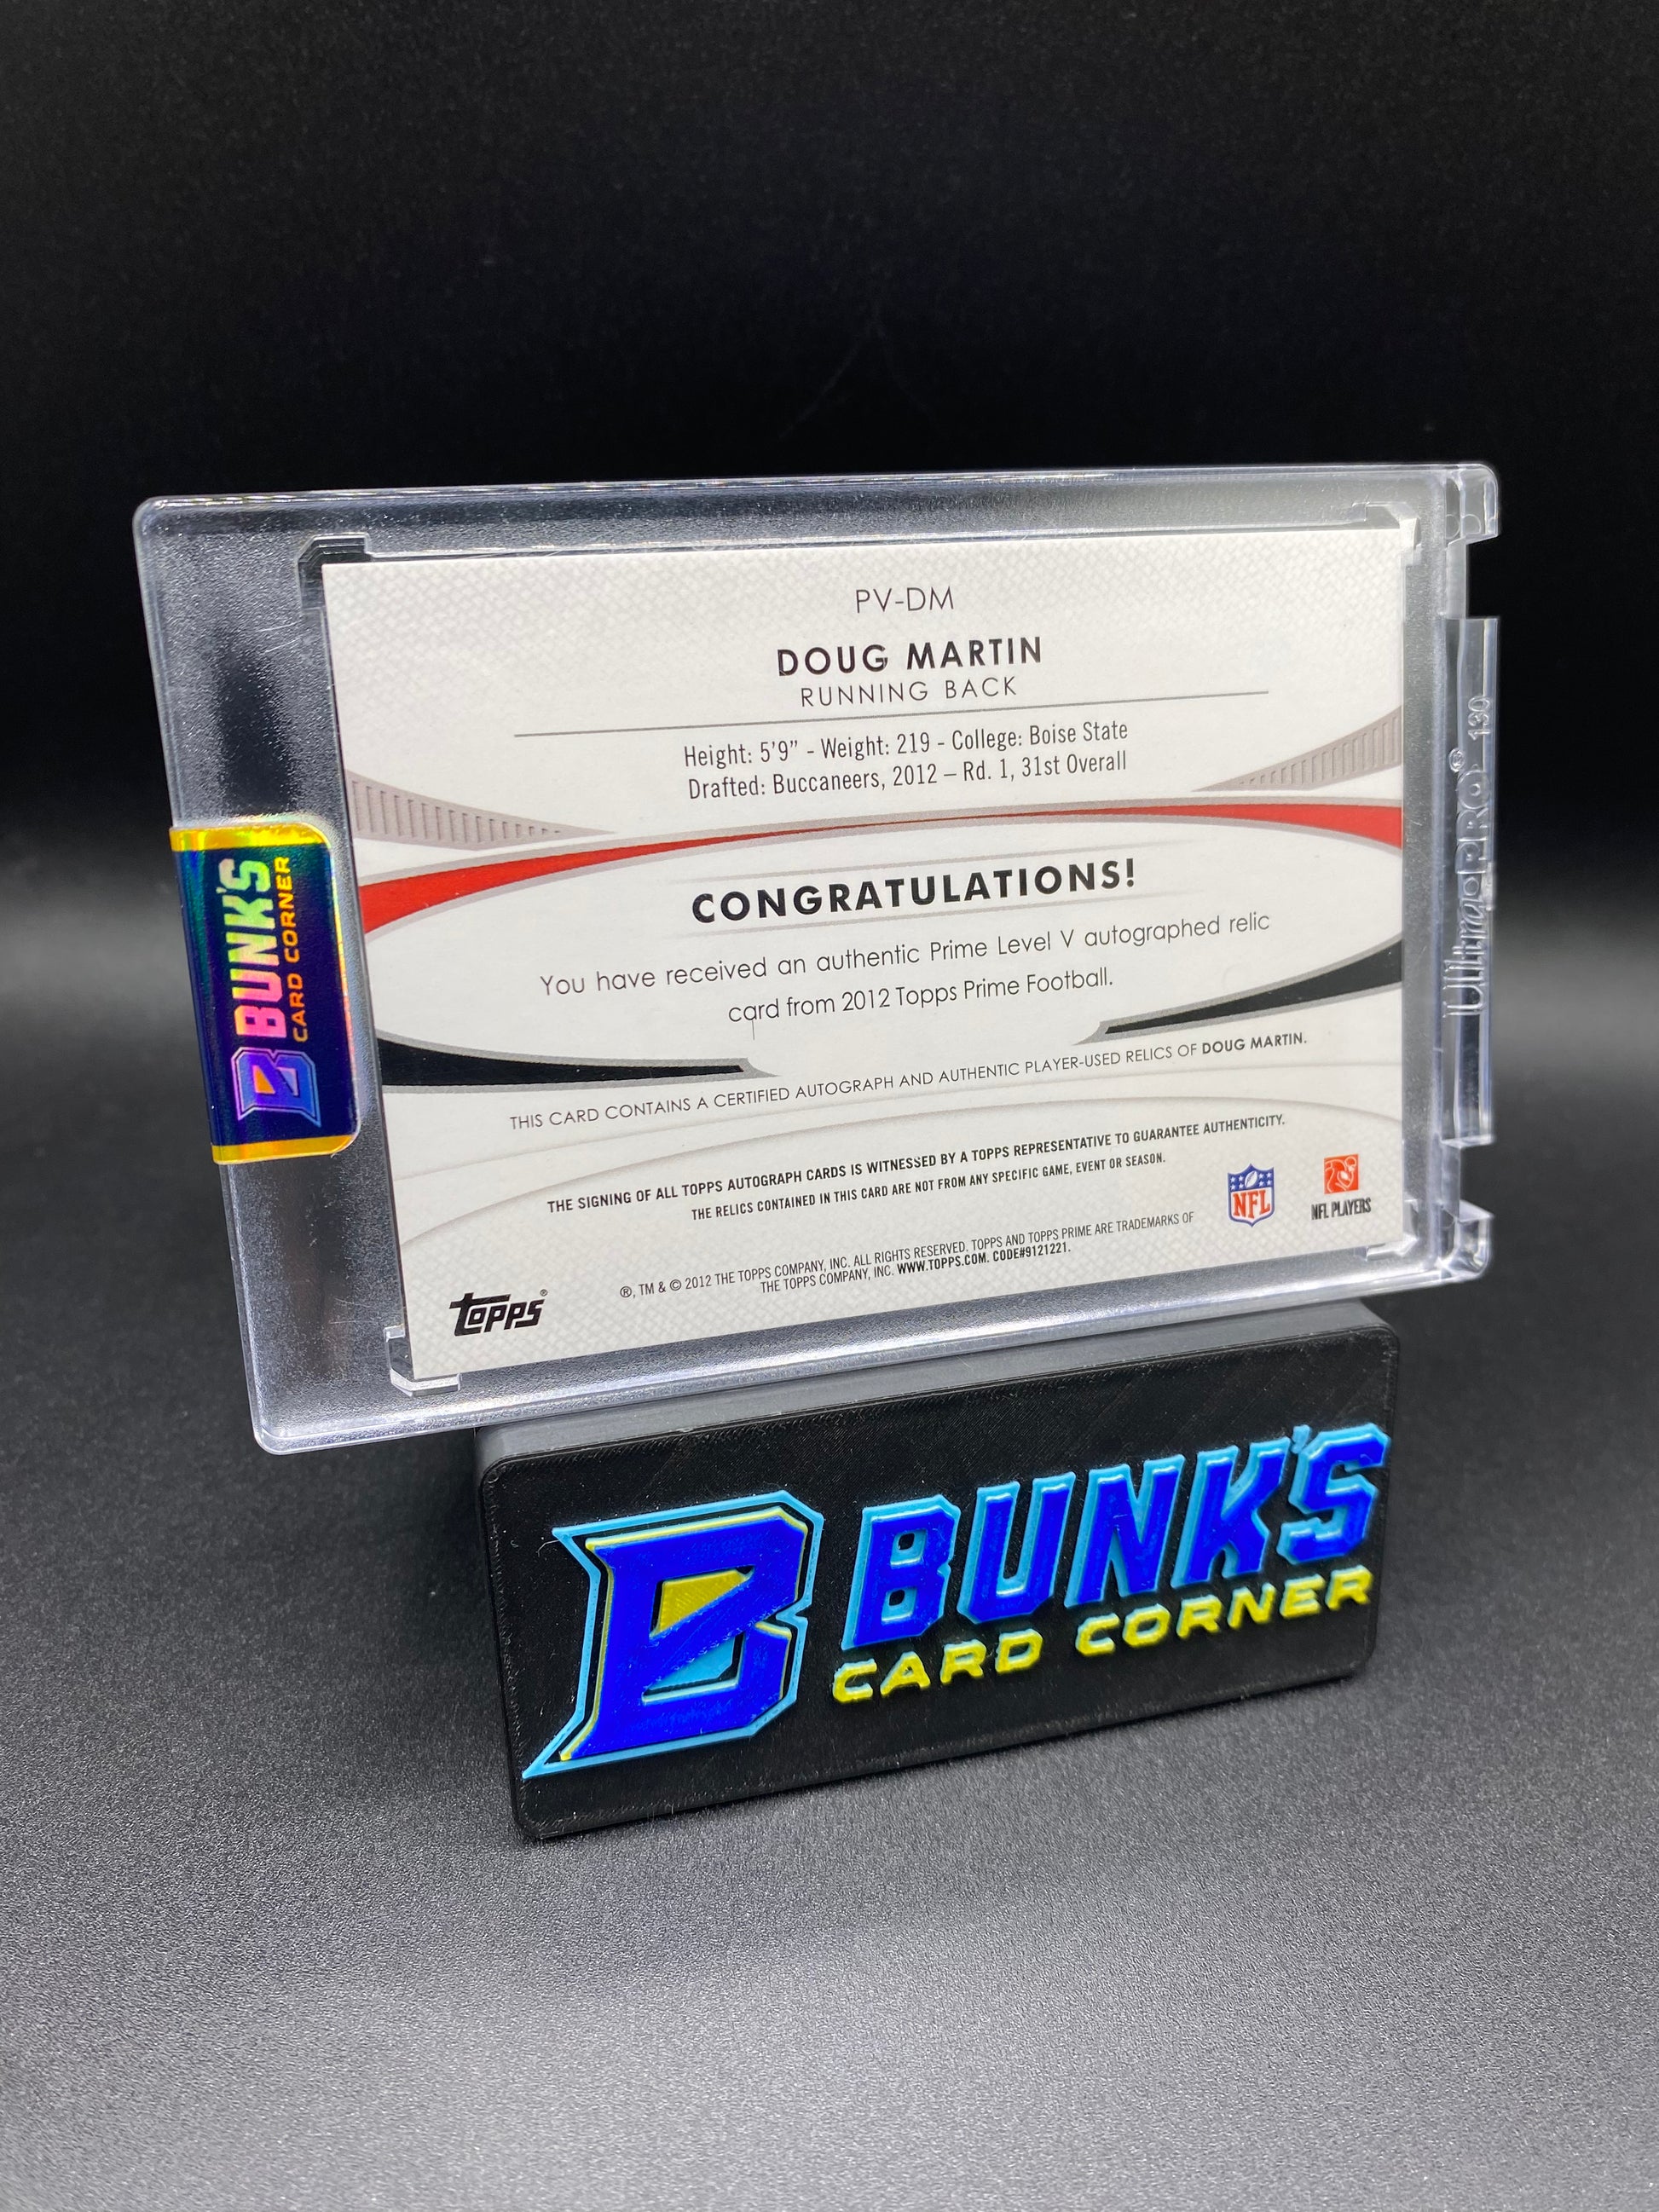 PV-DM
DOUG MARTIN
RUNNING BACK
Height: 5'9" - Weight: 219 - College: Boise State
Drafted: Buccaneers, 2012 – Rd. 1, 31st Overall
CONGRATULATIONS!
You have received an authentic Prime Level V autographed relic
card from 2012 Topps Prime Football.
THIS CARD CONTAINS A CERTIFIED AUTOGRAPH AND AUTHENTIC PLAYER-USED RELICS OF DOUG MARTIN.
THE SIGNING OF ALL TOPPS AUTOGRAPH CARDS IS WITNESSED BY A TOPPS REPRESENTATIVE TO GUARANTEE AUTHENTICITY.
THE RELICS CONTAINED IN THIS CARD ARE NOT FROM ANY SPECIFIC GAME, EVENT OR SEASON.
NFL
NFL PLAYERS
®, TM & © 2012 THE TOPPS COMPANY, INC. ALL RIGHTS RESERVED. TOPPS AND TOPPS PRIME ARE TRADEMARKS OF
THE TOPPS COMPANY, INC. WWW.TOPPS.COM. CODE#9121221.
topps®
B BUNK'S
CARD CORNER
UltraPRO® 130
B BUNK'S
CARD CORNER